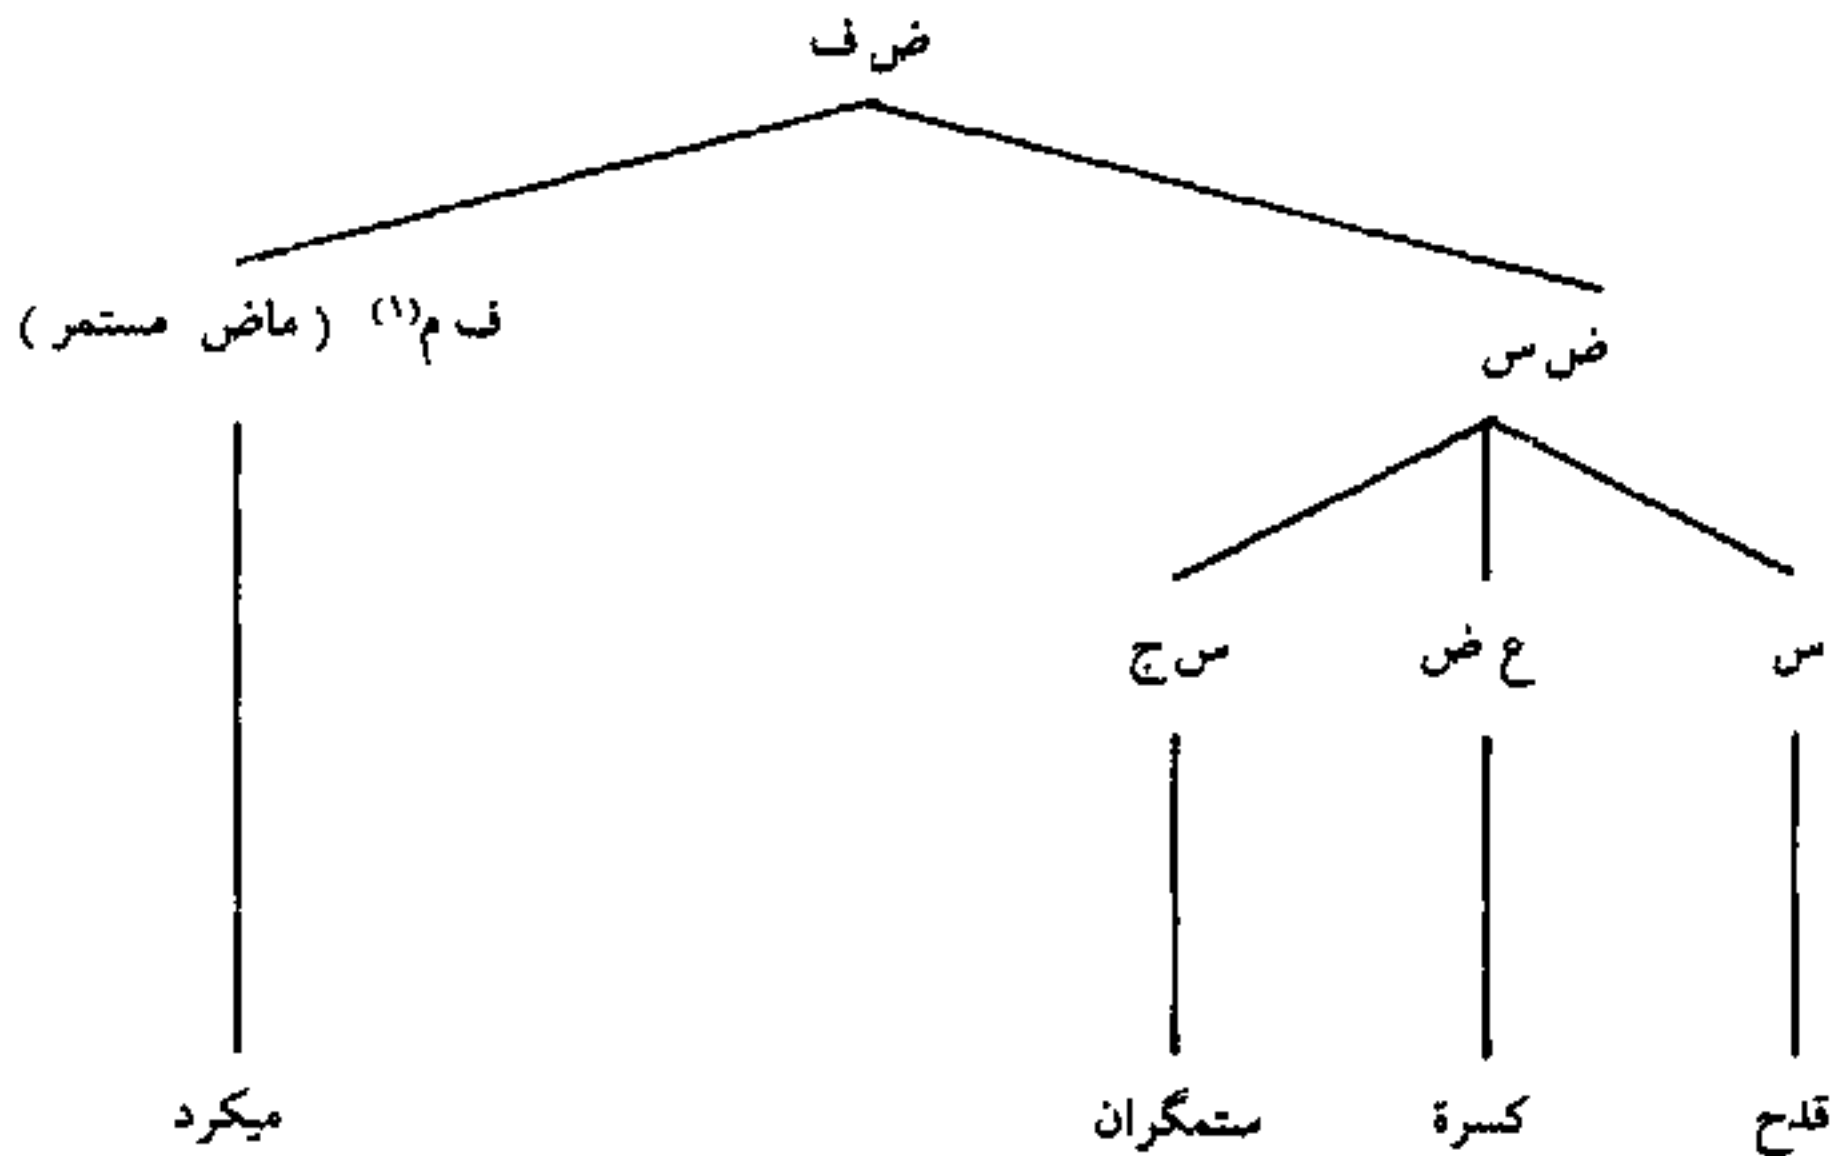 ض ف
ف م(١) ( ماض مستمر )
ض س
س ع ض س ج
قدح كسرة ستمگران ميكرد